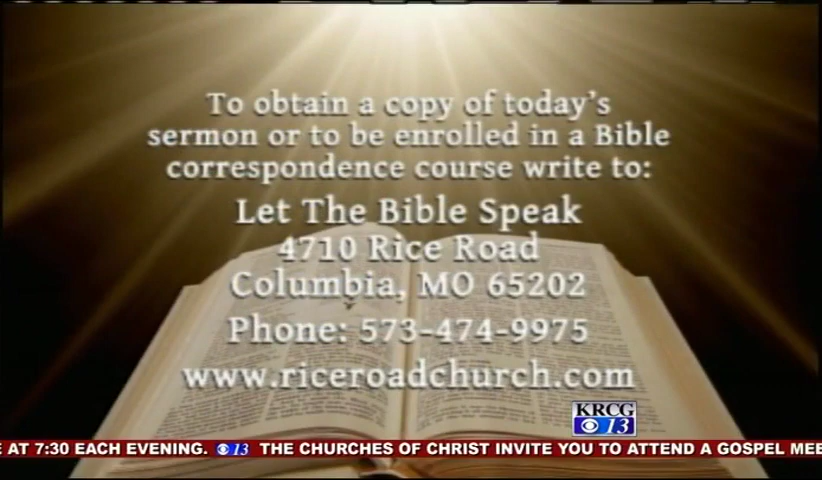 To obtain a copy of today's
sermon or to be enrolled in a Bible
correspondence course write to:
Let The Bible Speak
4710 Rice Road
Columbia, MO 65202
Phone: 573-474-9975
www.riceroadchurch.com
KRCG
13
E AT 7:30 EACH EVENING. 13 THE CHURCHES OF CHRIST INVITE YOU TO ATTEND A GOSPEL MEE